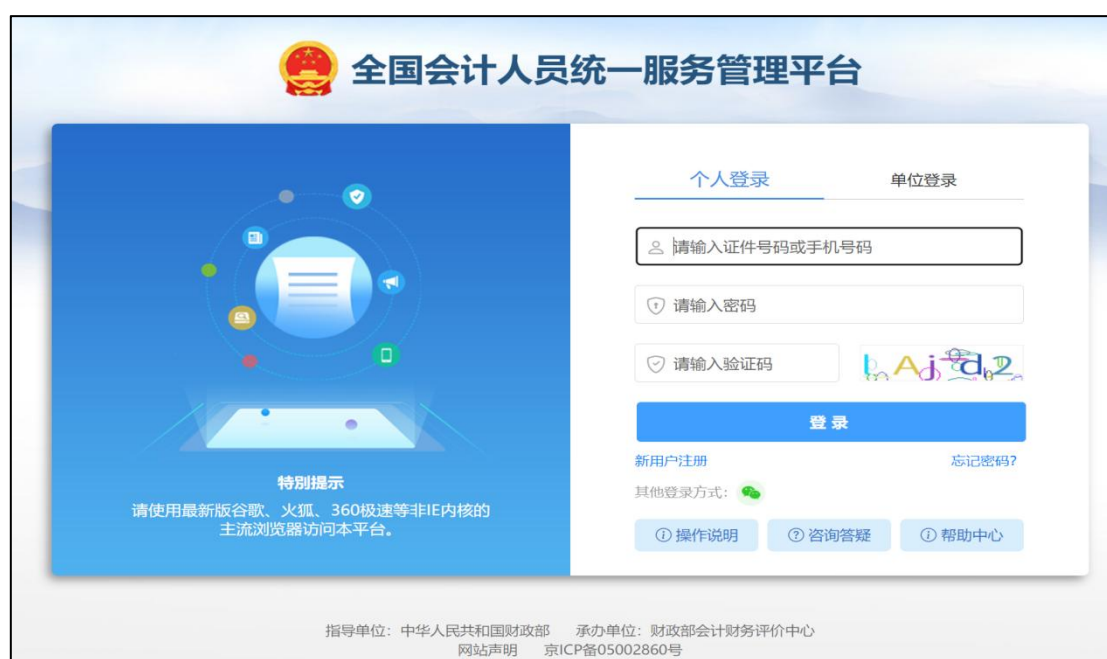 全国会计人员统一服务管理平台
个人登录
单位登录
请输入证件号码或手机号码
请输入密码
请输入验证码
登 录
新用户注册
忘记密码?
其他登录方式:
操作说明
咨询答疑
帮助中心
特别提示
请使用最新版谷歌、火狐、360极速等非IE内核的
主流浏览器访问本平台。
指导单位:中华人民共和国财政部 承办单位:财政部会计财务评价中心
网站声明 京ICP备05002860号